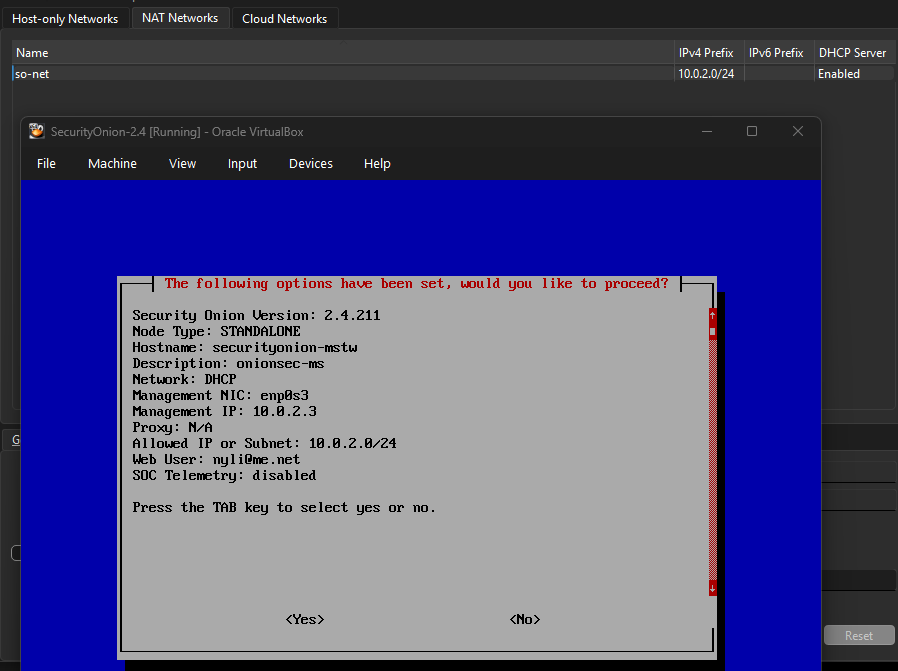 Host-only Networks NAT Networks Cloud Networks
Name IPv4 Prefix IPv6 Prefix DHCP Server
so-net 10.0.2.0/24 Enabled
SecurityOnion-2.4 [Running] - Oracle VirtualBox
File Machine View Input Devices Help
The following options have been set, would you like to proceed?
Security Onion Version: 2.4.211
Node Type: STANDALONE
Hostname: securityonion-mstw
Description: onionsec-ms
Network: DHCP
Management NIC: enp0s3
Management IP: 10.0.2.3
Proxy: N/A
Allowed IP or Subnet: 10.0.2.0/24
Web User: nyli@me.net
SOC Telemetry: disabled
Press the TAB key to select yes or no.
<Yes> <No>
Reset